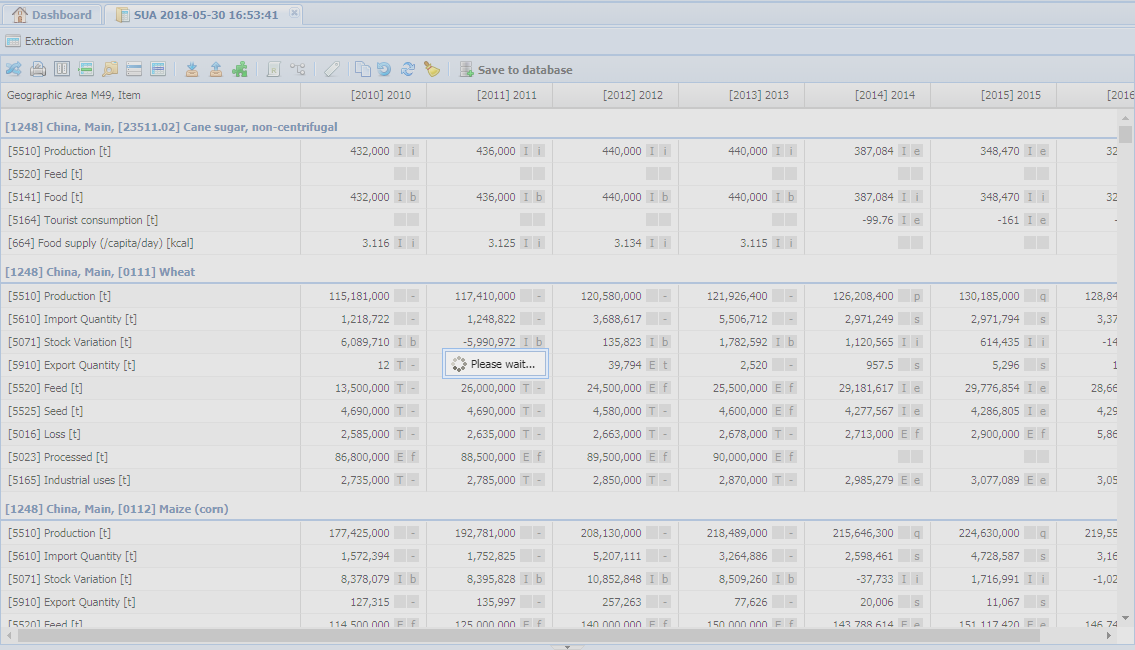 Dashboard SUA 2018-05-30 16:53:41
Extraction
Save to database
Geographic Area M49, Item [2010] 2010 [2011] 2011 [2012] 2012 [2013] 2013 [2014] 2014 [2015] 2015 [2016
[1248] China, Main, [23511.02] Cane sugar, non-centrifugal
[5510] Production [t] 432,000 I i 436,000 I i 440,000 I i 440,000 I i 387,084 I e 348,470 I e 32
[5520] Feed [t]
[5141] Food [t] 432,000 I b 436,000 I b 440,000 I b 440,000 I b 387,084 I i 348,470 I i 32
[5164] Tourist consumption [t] -99.76 I e -161 I e -
[664] Food supply (/capita/day) [kcal] 3.116 I i 3.125 I i 3.134 I i 3.115 I i
[1248] China, Main, [0111] Wheat
[5510] Production [t] 115,181,000 - 117,410,000 - 120,580,000 - 121,926,400 - 126,208,400 p 130,185,000 q 128,84
[5610] Import Quantity [t] 1,218,722 - 1,248,822 - 3,688,617 - 5,506,712 - 2,971,249 s 2,971,794 s 3,37
[5071] Stock Variation [t] 6,089,710 I b -5,990,972 I b 135,823 I b 1,782,592 I b 1,120,565 I i 614,435 I i -14
[5910] Export Quantity [t] 12 T - Please wait... 39,794 E t 2,520 - 957.5 s 5,296 s 1
[5520] Feed [t] 13,500,000 T - 26,000,000 T - 24,500,000 E f 25,500,000 E f 29,181,617 I e 29,776,854 I e 28,66
[5525] Seed [t] 4,690,000 T - 4,690,000 T - 4,580,000 T - 4,600,000 E f 4,277,567 I e 4,286,805 I e 4,29
[5016] Loss [t] 2,585,000 T - 2,635,000 T - 2,663,000 T - 2,678,000 T - 2,713,000 E f 2,900,000 E f 5,86
[5023] Processed [t] 86,800,000 E f 88,500,000 E f 89,500,000 E f 90,000,000 E f
[5165] Industrial uses [t] 2,735,000 T - 2,785,000 T - 2,850,000 T - 2,870,000 T - 2,985,279 E e 3,077,089 E e 3,05
[1248] China, Main, [0112] Maize (corn)
[5510] Production [t] 177,425,000 - 192,781,000 - 208,130,000 - 218,489,000 - 215,646,300 q 224,630,000 q 219,55
[5610] Import Quantity [t] 1,572,394 - 1,752,825 - 5,207,111 - 3,264,886 - 2,598,461 s 4,728,587 s 3,16
[5071] Stock Variation [t] 8,378,079 I b 8,395,828 I b 10,852,848 I b 8,509,260 I b -37,733 I i 1,716,991 I i -1,02
[5910] Export Quantity [t] 127,315 - 135,997 - 257,263 - 77,626 - 20,006 s 11,067 s
[5520] Feed [t] 114,500,000 E f 125,000,000 E f 140,000,000 E f 150,000,000 E f 143,788,614 E e 151,117,420 E e 146,74